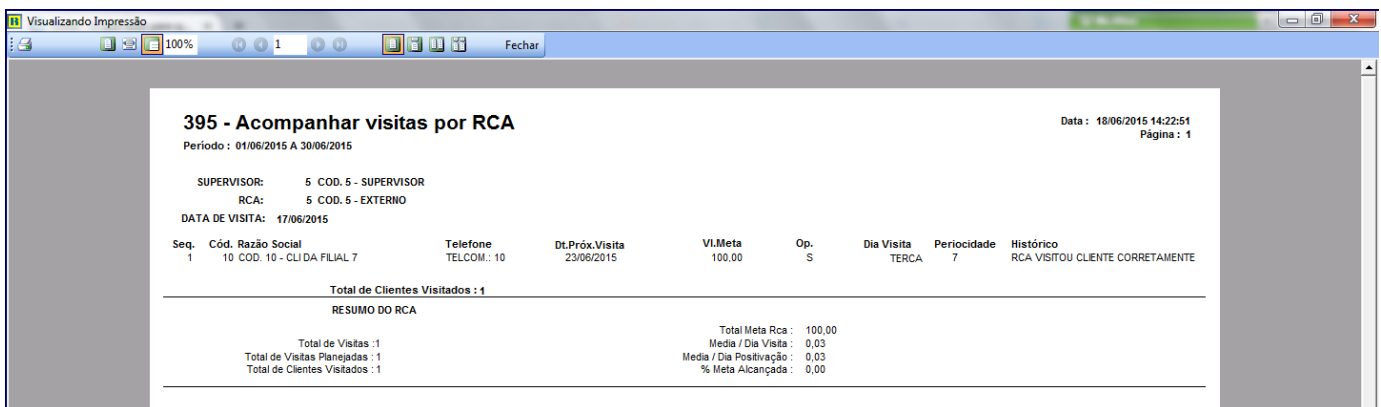 Visualizando Impressão
100%
1
Fechar
395 - Acompanhar visitas por RCA
Data : 18/06/2015 14:22:51
Página : 1
Período : 01/06/2015 A 30/06/2015
SUPERVISOR: 5 COD. 5 - SUPERVISOR
RCA: 5 COD. 5 - EXTERNO
DATA DE VISITA: 17/06/2015
Seq. Cód. Razão Social Telefone Dt.Próx.Visita Vl.Meta Op. Dia Visita Periocidade Histórico
1 10 COD. 10 - CLI DA FILIAL 7 TELCOM.: 10 23/06/2015 100,00 S TERCA 7 RCA VISITOU CLIENTE CORRETAMENTE
Total de Clientes Visitados : 1
RESUMO DO RCA
Total Meta Rca : 100,00
Total de Visitas :1 Media / Dia Visita : 0,03
Total de Visitas Planejadas : 1 Media / Dia Positivação : 0,03
Total de Clientes Visitados : 1 % Meta Alcançada : 0,00